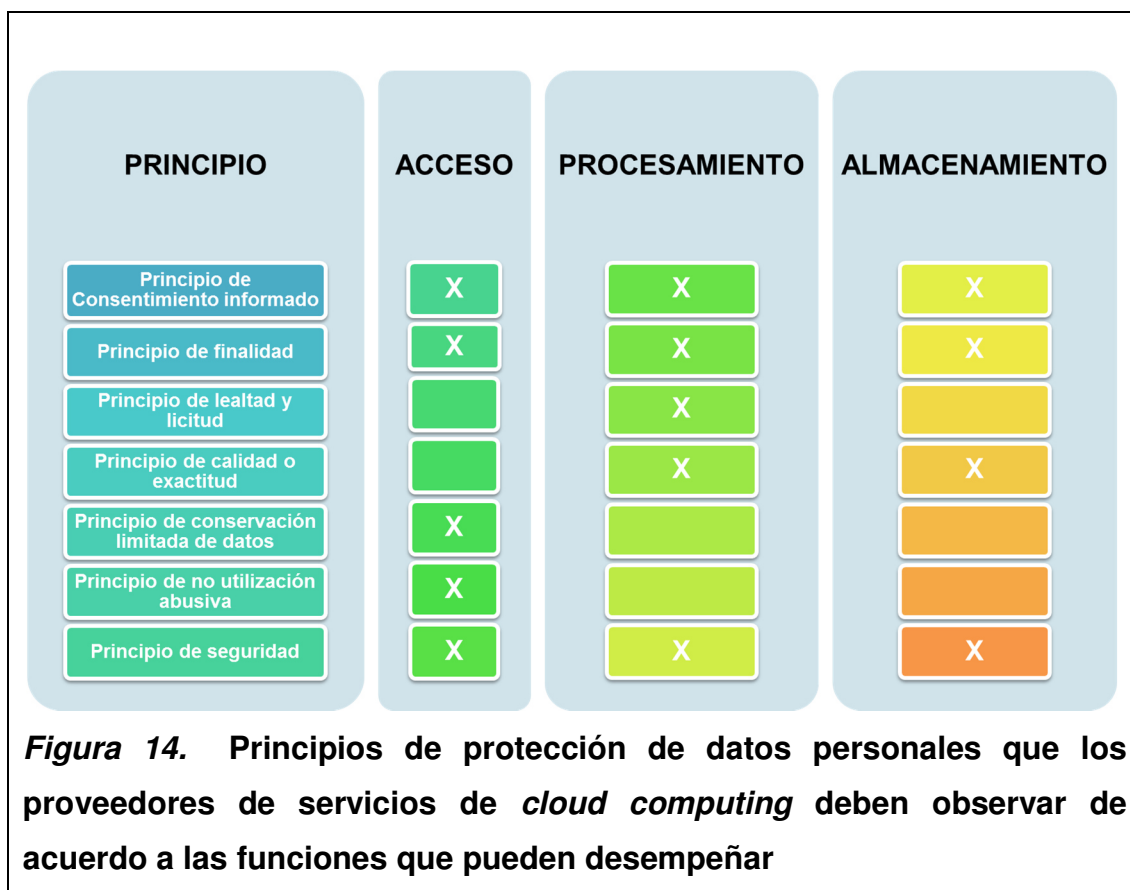 PRINCIPIO ACCESO PROCESAMIENTO ALMACENAMIENTO
Principio de
Consentimiento informado X X X
Principio de finalidad X X X
Principio de lealtad y
licitud X
Principio de calidad o
exactitud X X
Principio de conservación
limitada de datos X
Principio de no utilización
abusiva X
Principio de seguridad X X X
Figura 14. Principios de protección de datos personales que los
proveedores de servicios de cloud computing deben observar de
acuerdo a las funciones que pueden desempeñar